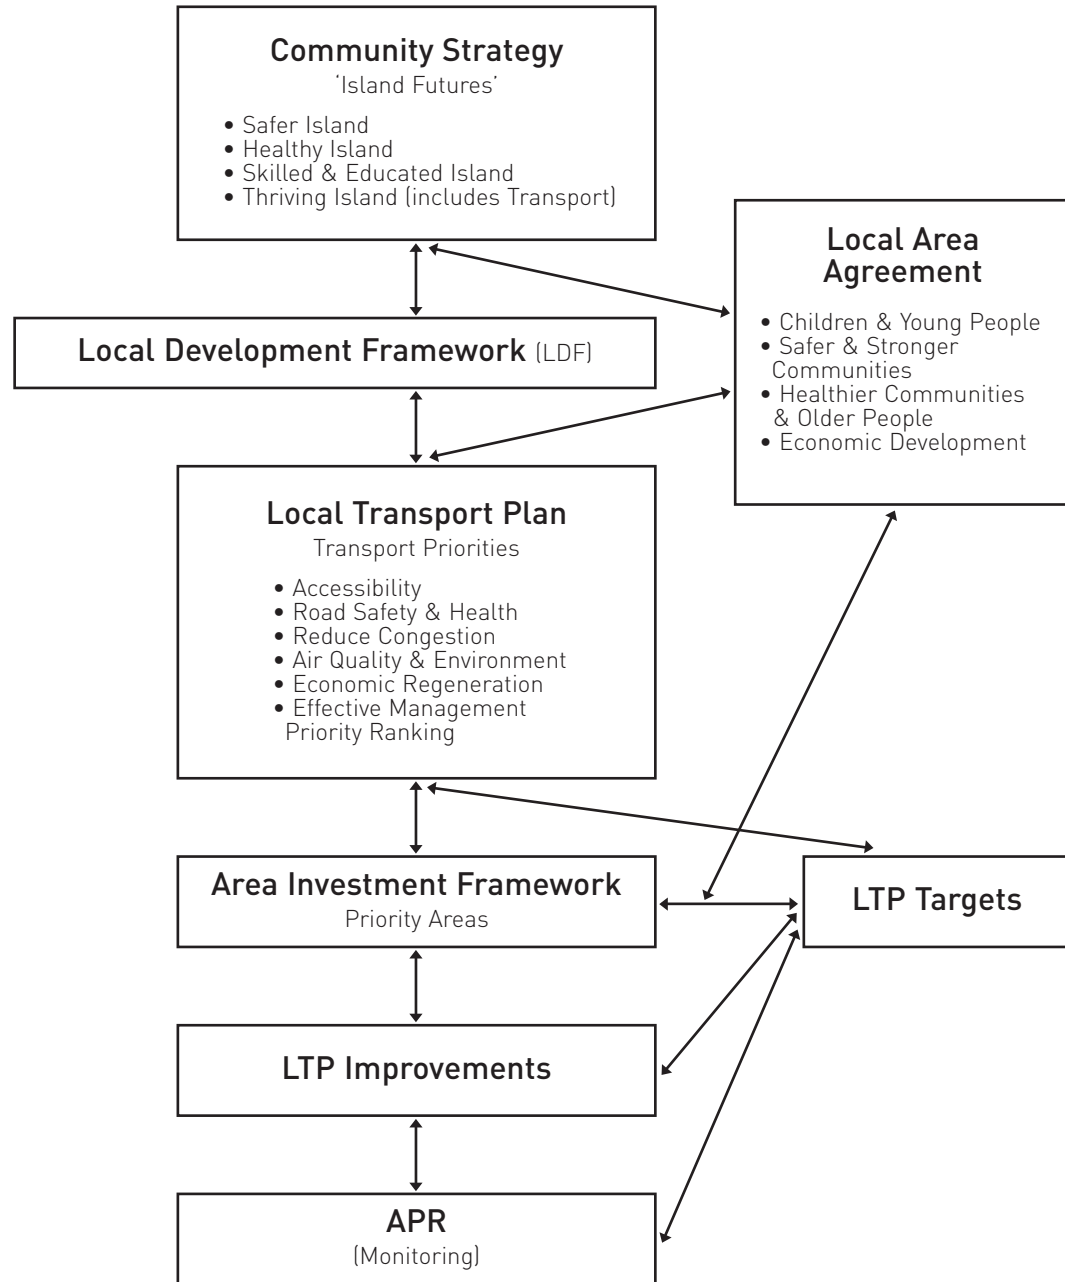 Community Strategy
‘Island Futures’
• Safer Island
• Healthy Island
• Skilled & Educated Island
• Thriving Island (includes Transport)
Local Area
Agreement
• Children & Young People
• Safer & Stronger
Communities
• Healthier Communities
& Older People
• Economic Development
Local Development Framework (LDF)
Local Transport Plan
Transport Priorities
• Accessibility
• Road Safety & Health
• Reduce Congestion
• Air Quality & Environment
• Economic Regeneration
• Effective Management
Priority Ranking
Area Investment Framework
Priority Areas
LTP Targets
LTP Improvements
APR
(Monitoring)